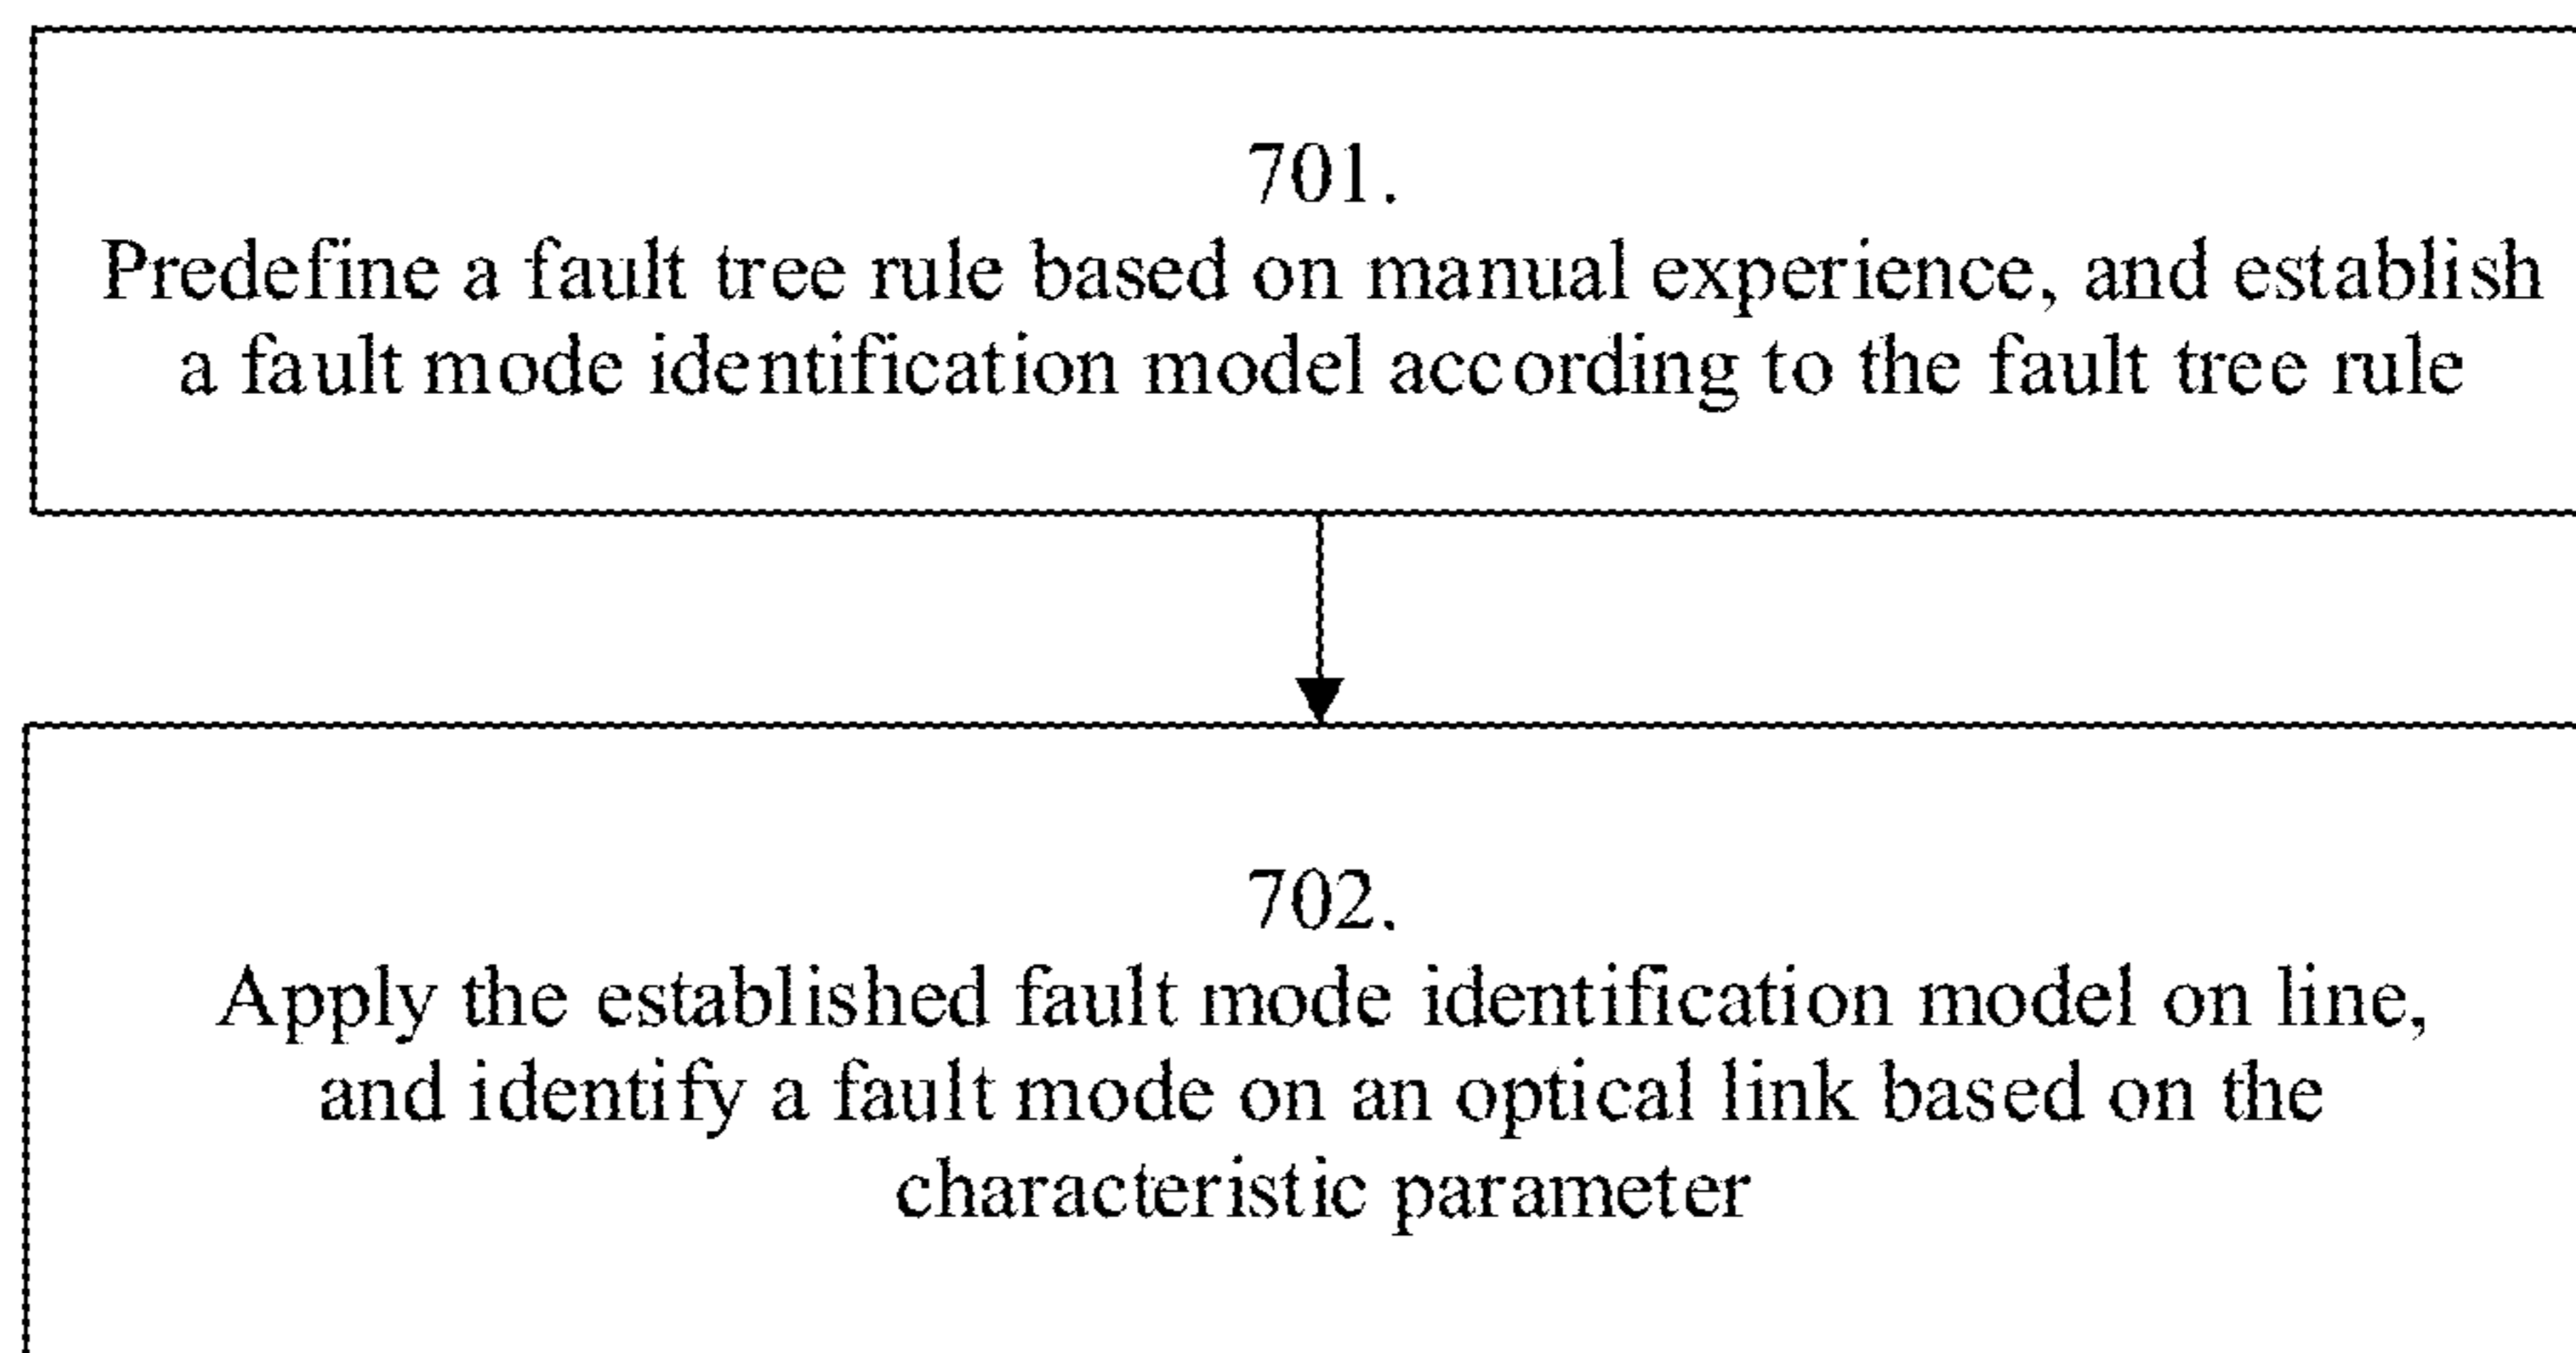 701.
Predefine a fault tree rule based on manual experience, and establish
a fault mode identification model according to the fault tree rule
702.
Apply the established fault mode identification model on line,
and identify a fault mode on an optical link based on the
characteristic parameter